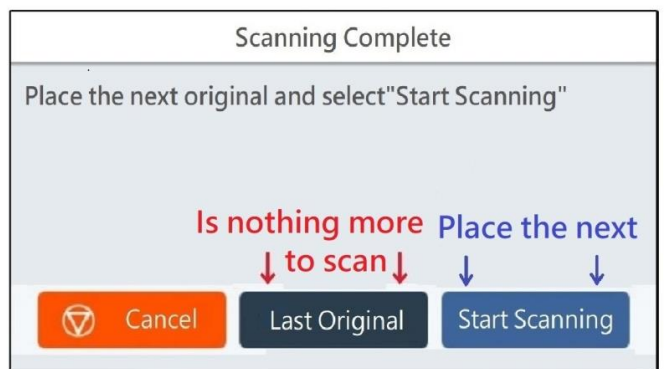 Scanning Complete
Place the next original and select"Start Scanning"
Is nothing more
to scan
Place the next
Cancel
Last Original
Start Scanning